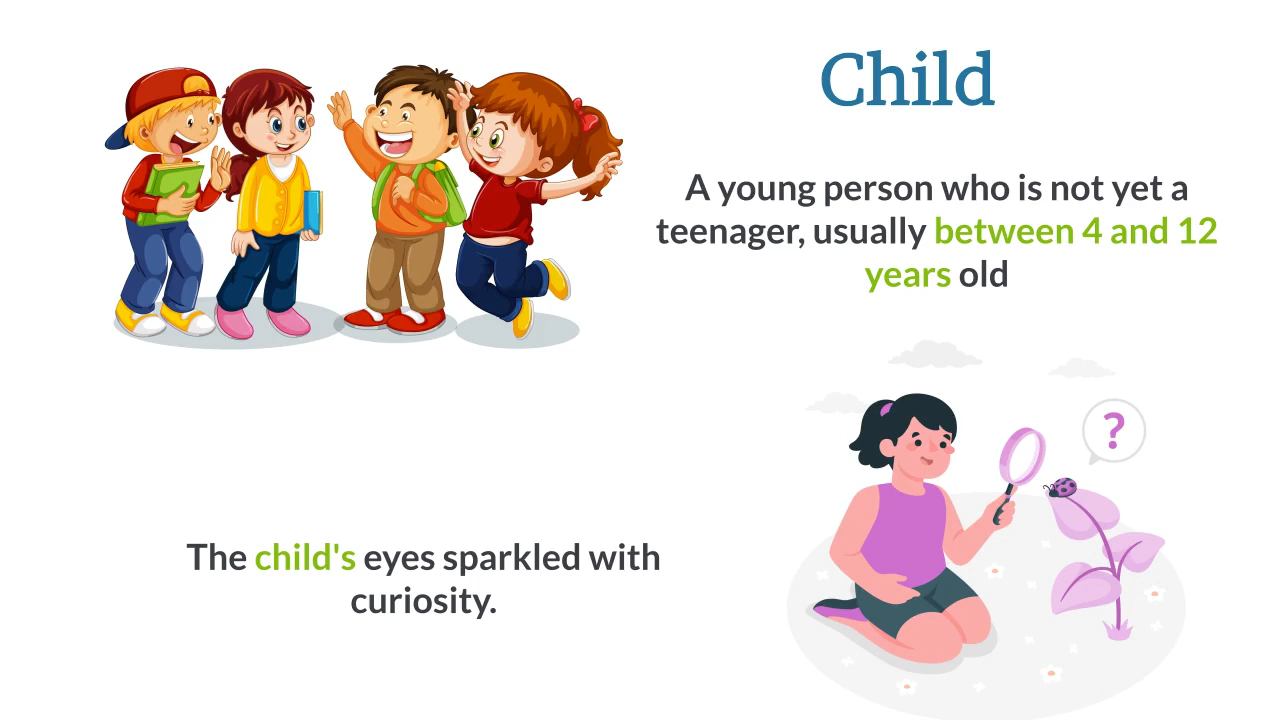 Child
A young person who is not yet a
teenager, usually between 4 and 12
years old
?
The child's eyes sparkled with
curiosity.